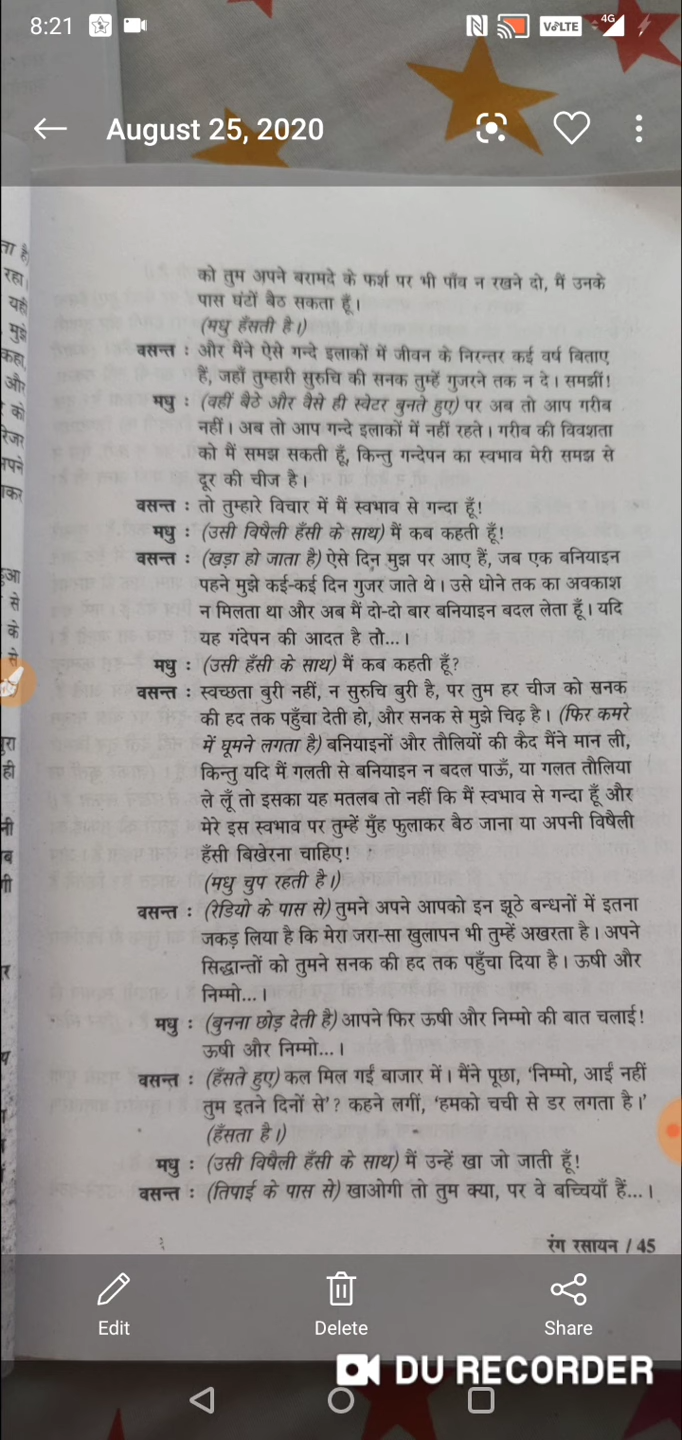 8:21
VoLTE 4G
August 25, 2020
को तुम अपने बरामदे के फर्श पर भी पाँव न रखने दो, मैं उनके
पास घंटों बैठ सकता हूँ।
(मधु हँसती है।)
वसन्त : और मैंने ऐसे गन्दे इलाकों में जीवन के निरन्तर कई वर्ष बिताए
हैं, जहाँ तुम्हारी सुरुचि की सनक तुम्हें गुजरने तक न दे। समझीं!
मधु : (वहीं बैठे और वैसे ही स्वेटर बुनते हुए) पर अब तो आप गरीब
नहीं। अब तो आप गन्दे इलाकों में नहीं रहते। गरीब की विवशता
को मैं समझ सकती हूँ, किन्तु गन्देपन का स्वभाव मेरी समझ से
दूर की चीज है।
वसन्त : तो तुम्हारे विचार में मैं स्वभाव से गन्दा हूँ!
मधु : (उसी विषैली हँसी के साथ) मैं कब कहती हूँ!
वसन्त : (खड़ा हो जाता है) ऐसे दिन मुझ पर आए हैं, जब एक बनियाइन
पहने मुझे कई-कई दिन गुजर जाते थे। उसे धोने तक का अवकाश
न मिलता था और अब मैं दो-दो बार बनियाइन बदल लेता हूँ। यदि
यह गंदेपन की आदत है तो...।
मधु : (उसी हँसी के साथ) मैं कब कहती हूँ?
वसन्त : स्वच्छता बुरी नहीं, न सुरुचि बुरी है, पर तुम हर चीज को सनक
की हद तक पहुँचा देती हो, और सनक से मुझे चिढ़ है। (फिर कमरे
में घूमने लगता है) बनियाइनों और तौलियों की कैद मैंने मान ली,
किन्तु यदि मैं गलती से बनियाइन न बदल पाऊँ, या गलत तौलिया
ले लूँ तो इसका यह मतलब तो नहीं कि मैं स्वभाव से गन्दा हूँ और
मेरे इस स्वभाव पर तुम्हें मुँह फुलाकर बैठ जाना या अपनी विषैली
हँसी बिखेरना चाहिए!
(मधु चुप रहती है।)
वसन्त : (रेडियो के पास से) तुमने अपने आपको इन झूठे बन्धनों में इतना
जकड़ लिया है कि मेरा जरा-सा खुलापन भी तुम्हें अखरता है। अपने
सिद्धान्तों को तुमने सनक की हद तक पहुँचा दिया है। ऊषी और
निम्मो...।
मधु : (बुनना छोड़ देती है) आपने फिर ऊषी और निम्मो की बात चलाई!
ऊषी और निम्मो...।
वसन्त : (हँसते हुए) कल मिल गईं बाजार में। मैंने पूछा, 'निम्मो, आईं नहीं
तुम इतने दिनों से'? कहने लगीं, 'हमको चची से डर लगता है।'
(हँसता है।)
मधु : (उसी विषैली हँसी के साथ) मैं उन्हें खा जो जाती हूँ!
वसन्त : (तिपाई के पास से) खाओगी तो तुम क्या, पर वे बच्चियाँ हैं...।
रंग रसायन / 45
Edit Delete Share
DU RECORDER